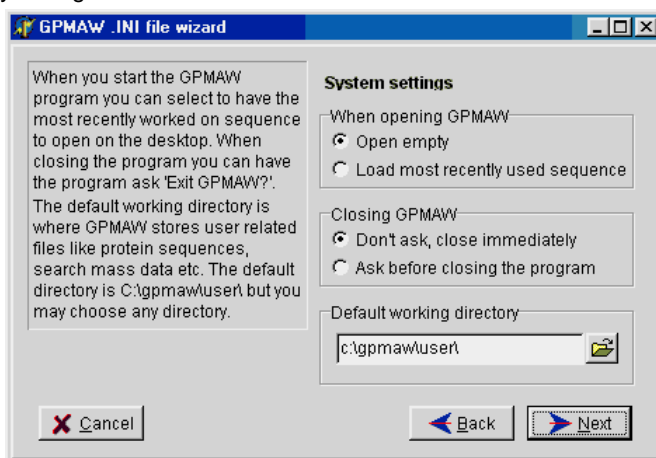 GPMAW .INI file wizard
When you start the GPMAW
program you can select to have the
most recently worked on sequence
to open on the desktop. When
closing the program you can have
the program ask 'Exit GPMAW?'.
The default working directory is
where GPMAW stores user related
files like protein sequences,
search mass data etc. The default
directory is C:\gpmaw\user\ but you
may choose any directory.
System settings
When opening GPMAW
Open empty
Load most recently used sequence
Closing GPMAW
Don't ask, close immediately
Ask before closing the program
Default working directory
c:\gpmaw\user\
Cancel
Back
Next